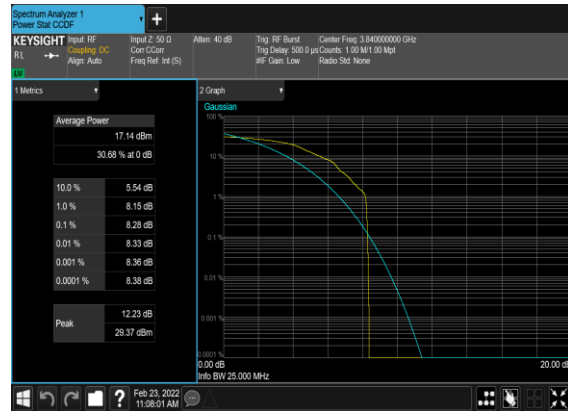 Spectrum Analyzer 1
Power Stat CCDF
KEYSIGHT
RL
Input: RF
Coupling: DC
Align: Auto
Input Z: 50 Ω
Corr CCorr
Freq Ref: Int (S)
Atten: 40 dB
Trig: RF Burst
Trig Delay: 500.0 µs
#IF Gain: Low
Center Freq: 3.840000000 GHz
Counts: 1.00 M/1.00 Mpt
Radio Std: None
1 Metrics
Average Power
17.14 dBm
30.68 % at 0 dB
10.0 % 5.54 dB
1.0 % 8.15 dB
0.1 % 8.28 dB
0.01 % 8.33 dB
0.001 % 8.36 dB
0.0001 % 8.38 dB
Peak
12.23 dB
29.37 dBm
2 Graph
Gaussian
100 %
10 %
1 %
0.1 %
0.01 %
0.001 %
0.0001 %
0.00 dB
20.00 dB
Info BW 25.000 MHz
Feb 23, 2022
11:08:01 AM